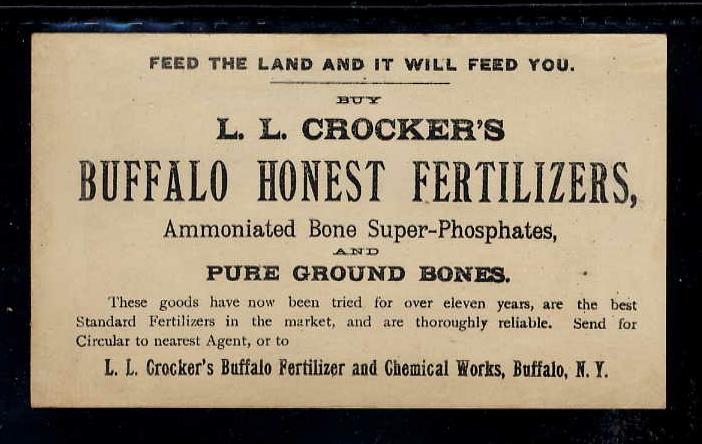 FEED THE LAND AND IT WILL FEED YOU.
BUY
L. L. CROCKER'S
BUFFALO HONEST FERTILIZERS,
Ammoniated Bone Super-Phosphates,
AND
PURE GROUND BONES.
These goods have now been tried for over eleven years, are the best
Standard Fertilizers in the market, and are thoroughly reliable. Send for
Circular to nearest Agent, or to
L. L. Crocker's Buffalo Fertilizer and Chemical Works, Buffalo, N. Y.